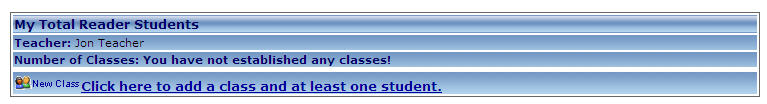 My Total Reader Students
Teacher: Jon Teacher
Number of Classes: You have not established any classes!
New Class Click here to add a class and at least one student.